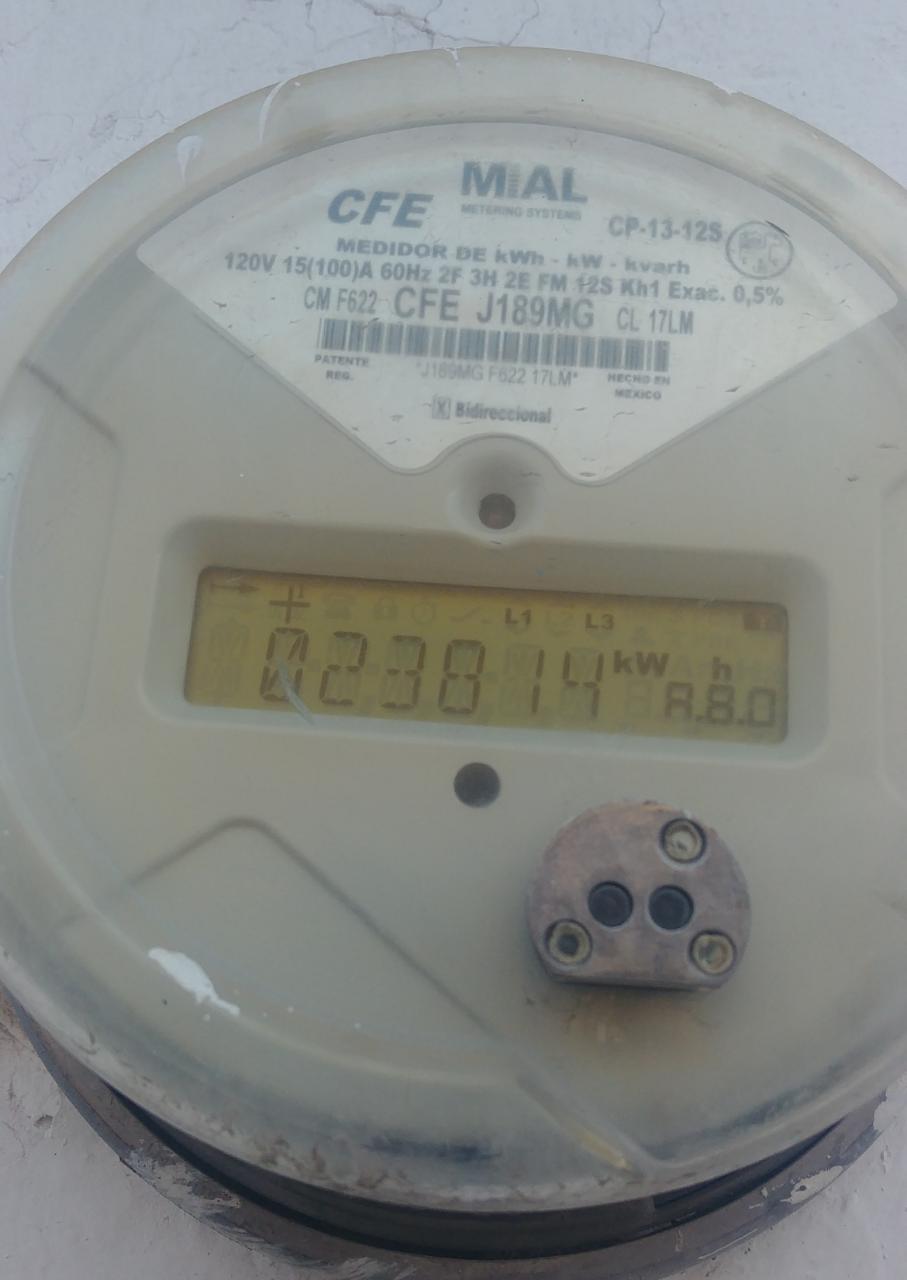 MIAL
CFE
METERING SYSTEMS
CP-13-12S
MEDIDOR DE kWh - kW - kvarh
120V 15(100)A 60Hz 2F 3H 2E FM 12S Kh1 Exac. 0,5%
CM F622 CFE J189MG CL 17LM
PATENTE REG.
*J189MG F622 17LM*
HECHO EN MEXICO
X Bidireccional
L1 L3
kW h
02381 8.8.0